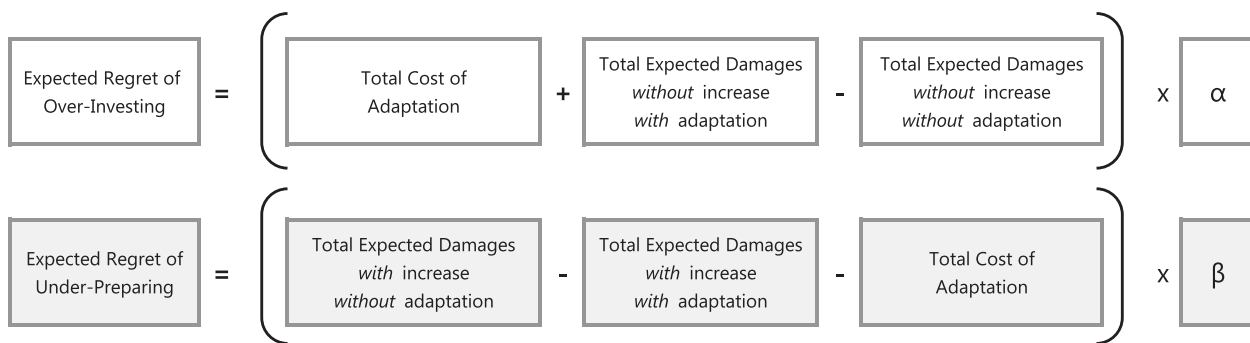 Expected Regret of
Over-Investing
=
Total Cost of
Adaptation
+
Total Expected Damages
without increase
with adaptation
-
Total Expected Damages
without increase
without adaptation
x
α
Expected Regret of
Under-Preparing
=
Total Expected Damages
with increase
without adaptation
-
Total Expected Damages
with increase
with adaptation
-
Total Cost of
Adaptation
x
β